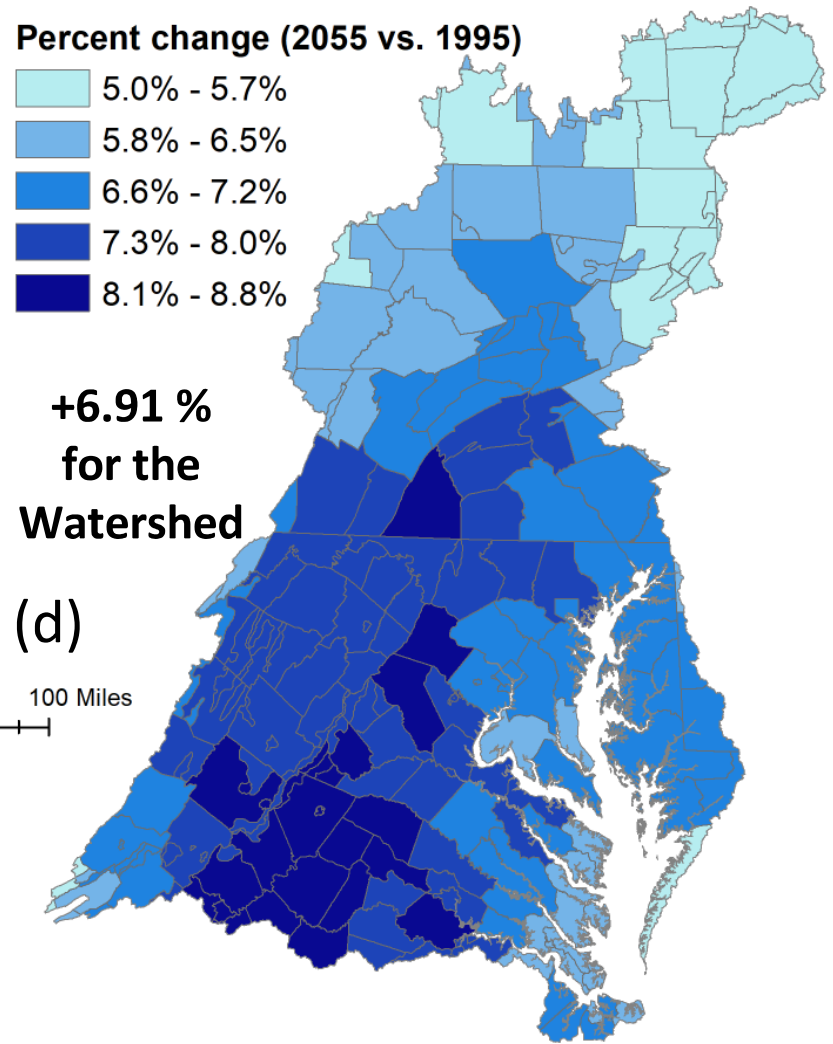 Percent change (2055 vs. 1995)
5.0% - 5.7%
5.8% - 6.5%
6.6% - 7.2%
7.3% - 8.0%
8.1% - 8.8%
+6.91 %
for the
Watershed
(d)
100 Miles